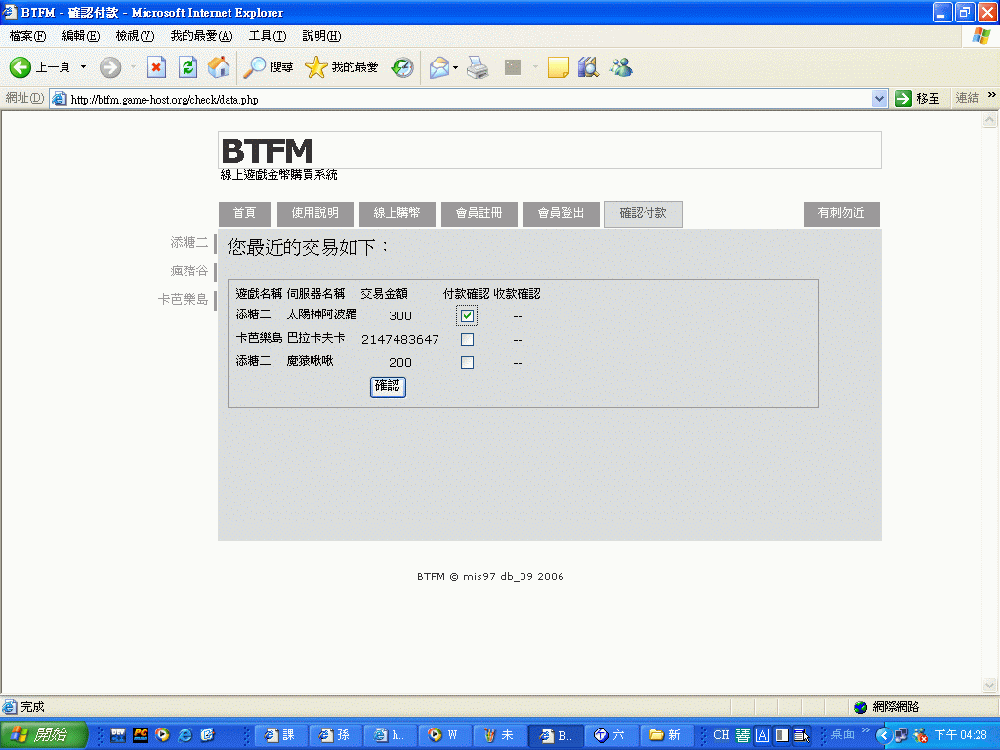 BTFM - 確認付款 - Microsoft Internet Explorer
檔案(F) 編輯(E) 檢視(V) 我的最愛(A) 工具(T) 說明(H)
上一頁 搜尋 我的最愛
網址(D) http://btfm.game-host.org/check/data.php 移至 連結 »
BTFM
線上遊戲金幣購買系統
首頁 使用說明 線上購幣 會員註冊 會員登出 確認付款 有刺勿近
添糖二
瘋豬谷
卡芭樂島
您最近的交易如下：
遊戲名稱 伺服器名稱 交易金額 付款確認 收款確認
添糖二 太陽神阿波羅 300 --
卡芭樂島 巴拉卡夫卡 2147483647 --
添糖二 魔猿啾啾 200 --
確認
BTFM © mis97 db_09 2006
完成 網際網路
開始 課 孫 h.. W 未 B.. 六 新 CH 桌面 » 下午 04:28